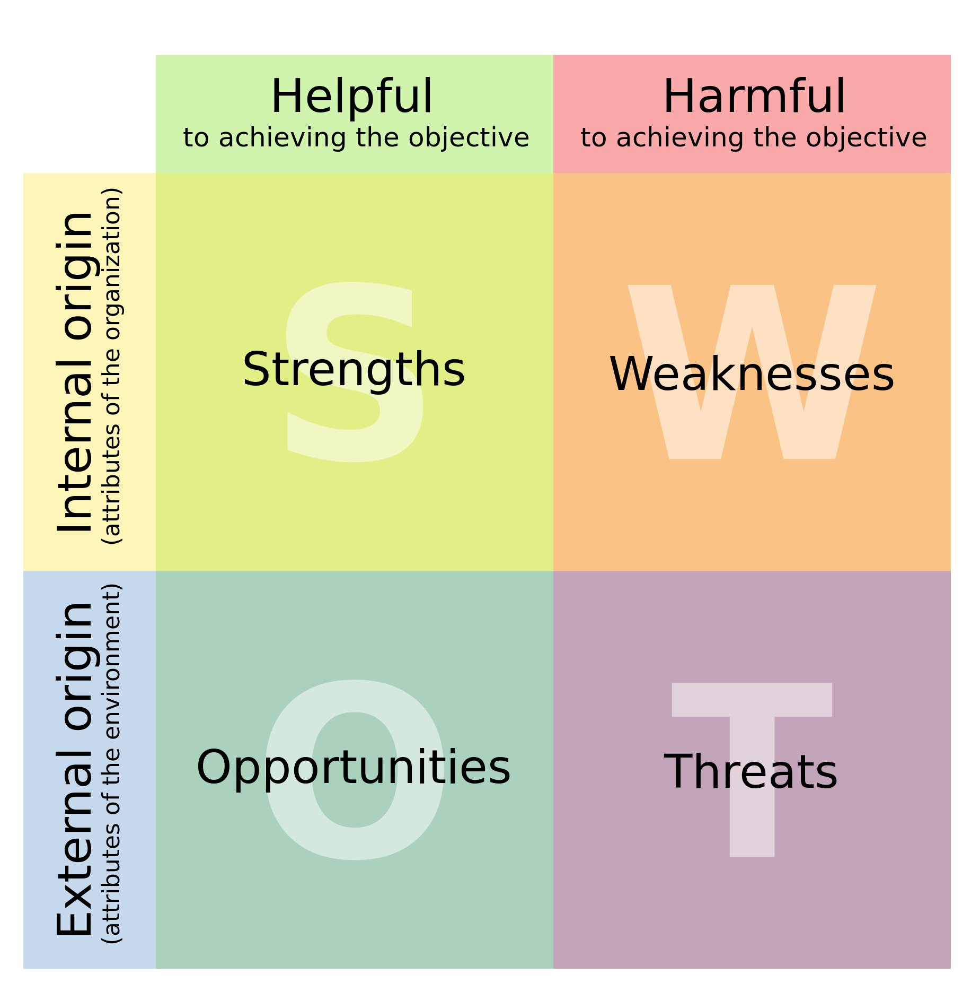 Helpful
to achieving the objective
Harmful
to achieving the objective
Internal origin
(attributes of the organization)
S
Strengths
W
Weaknesses
External origin
(attributes of the environment)
O
Opportunities
T
Threats